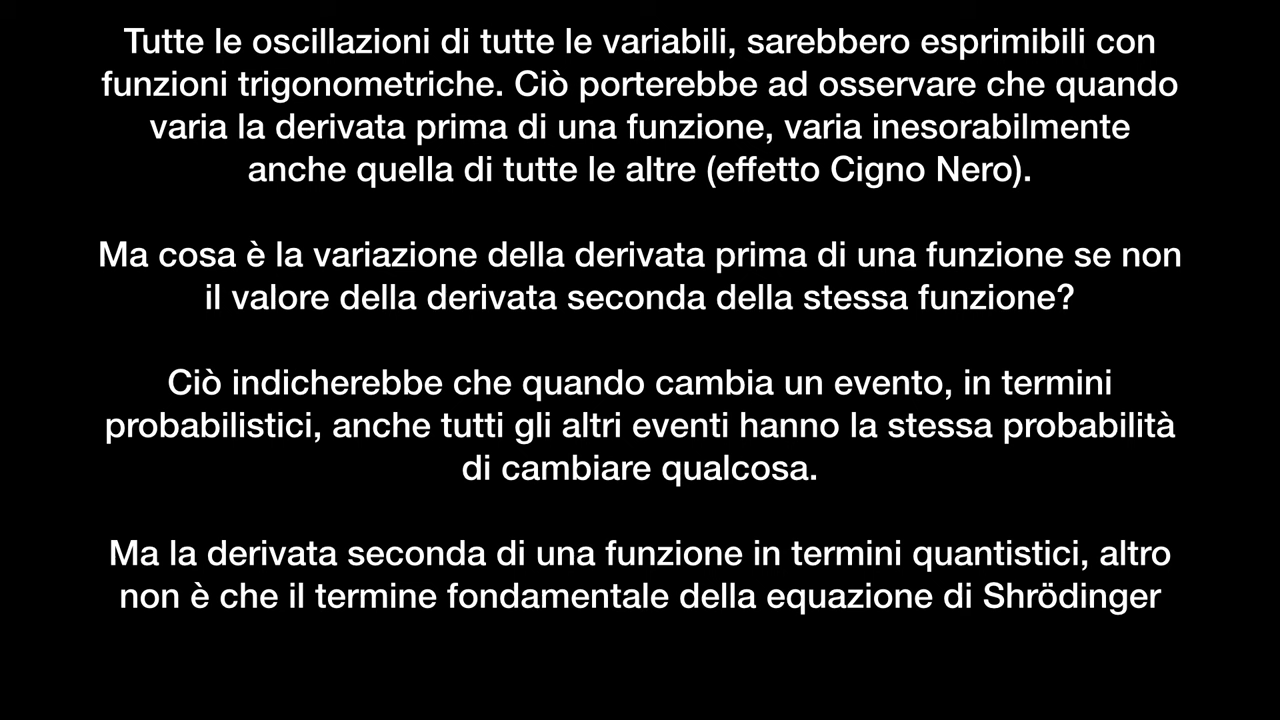 Tutte le oscillazioni di tutte le variabili, sarebbero esprimibili con
funzioni trigonometriche. Ciò porterebbe ad osservare che quando
varia la derivata prima di una funzione, varia inesorabilmente
anche quella di tutte le altre (effetto Cigno Nero).
Ma cosa è la variazione della derivata prima di una funzione se non
il valore della derivata seconda della stessa funzione?
Ciò indicherebbe che quando cambia un evento, in termini
probabilistici, anche tutti gli altri eventi hanno la stessa probabilità
di cambiare qualcosa.
Ma la derivata seconda di una funzione in termini quantistici, altro
non è che il termine fondamentale della equazione di Shrödinger